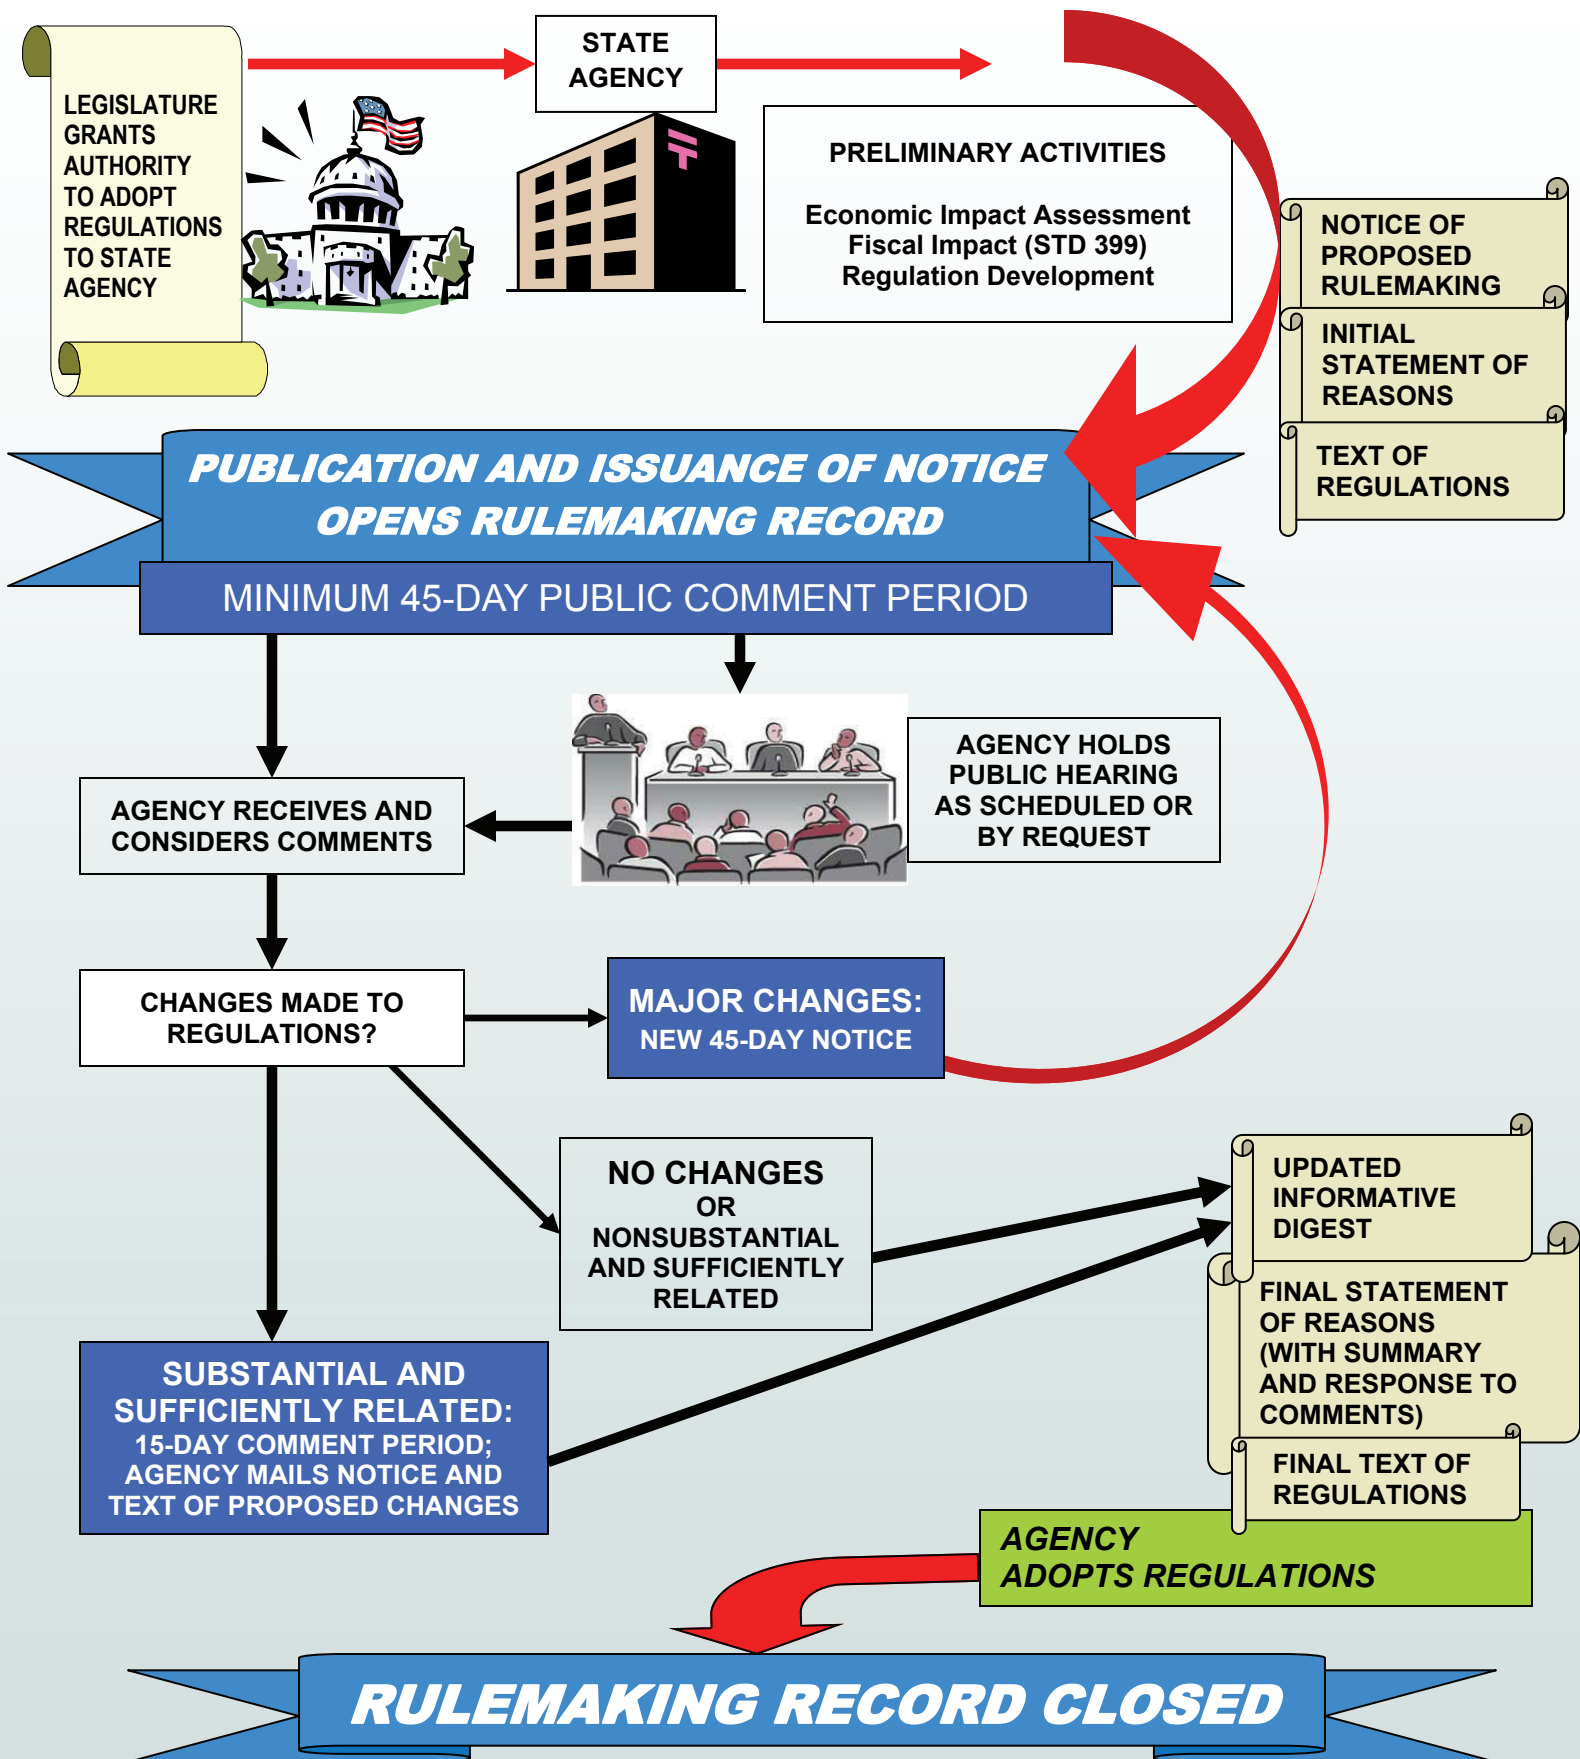 LEGISLATURE
GRANTS
AUTHORITY
TO ADOPT
REGULATIONS
TO STATE
AGENCY
STATE
AGENCY
PRELIMINARY ACTIVITIES
Economic Impact Assessment
Fiscal Impact (STD 399)
Regulation Development
NOTICE OF
PROPOSED
RULEMAKING
INITIAL
STATEMENT OF
REASONS
TEXT OF
REGULATIONS
PUBLICATION AND ISSUANCE OF NOTICE
OPENS RULEMAKING RECORD
MINIMUM 45-DAY PUBLIC COMMENT PERIOD
AGENCY HOLDS
PUBLIC HEARING
AS SCHEDULED OR
BY REQUEST
AGENCY RECEIVES AND
CONSIDERS COMMENTS
CHANGES MADE TO
REGULATIONS?
MAJOR CHANGES:
NEW 45-DAY NOTICE
NO CHANGES
OR
NONSUBSTANTIAL
AND SUFFICIENTLY
RELATED
SUBSTANTIAL AND
SUFFICIENTLY RELATED:
15-DAY COMMENT PERIOD;
AGENCY MAILS NOTICE AND
TEXT OF PROPOSED CHANGES
UPDATED
INFORMATIVE
DIGEST
FINAL STATEMENT
OF REASONS
(WITH SUMMARY
AND RESPONSE TO
COMMENTS)
FINAL TEXT OF
REGULATIONS
AGENCY
ADOPTS REGULATIONS
RULEMAKING RECORD CLOSED